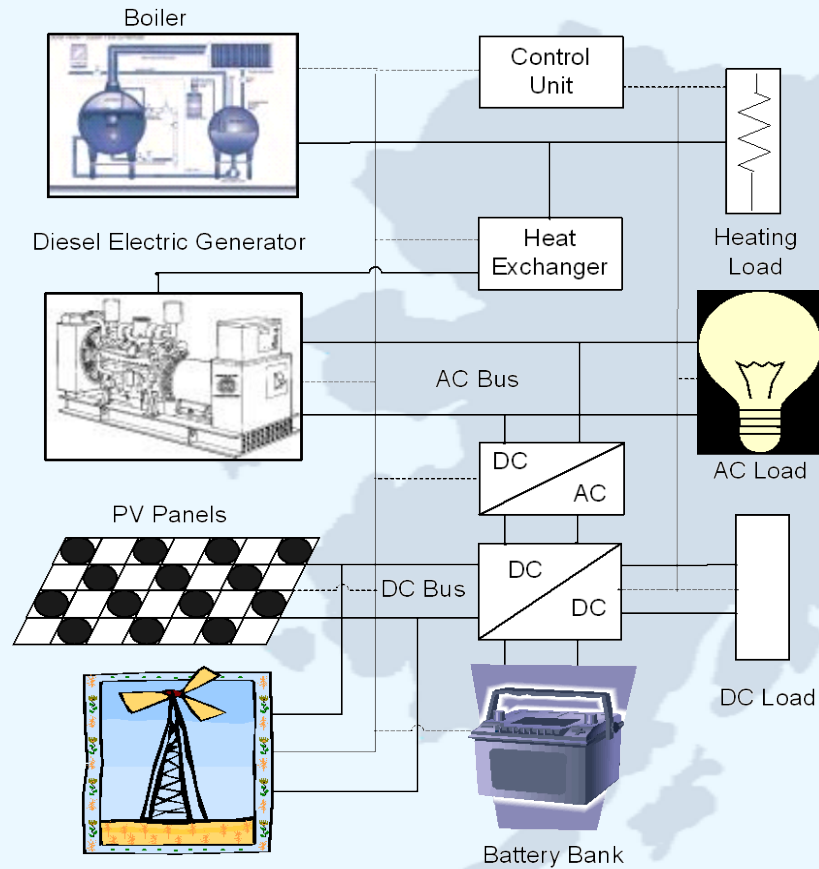 Boiler
Control
Unit
Diesel Electric Generator
Heat
Exchanger
Heating
Load
AC Bus
DC
AC
AC Load
PV Panels
DC Bus
DC
DC
DC Load
Battery Bank